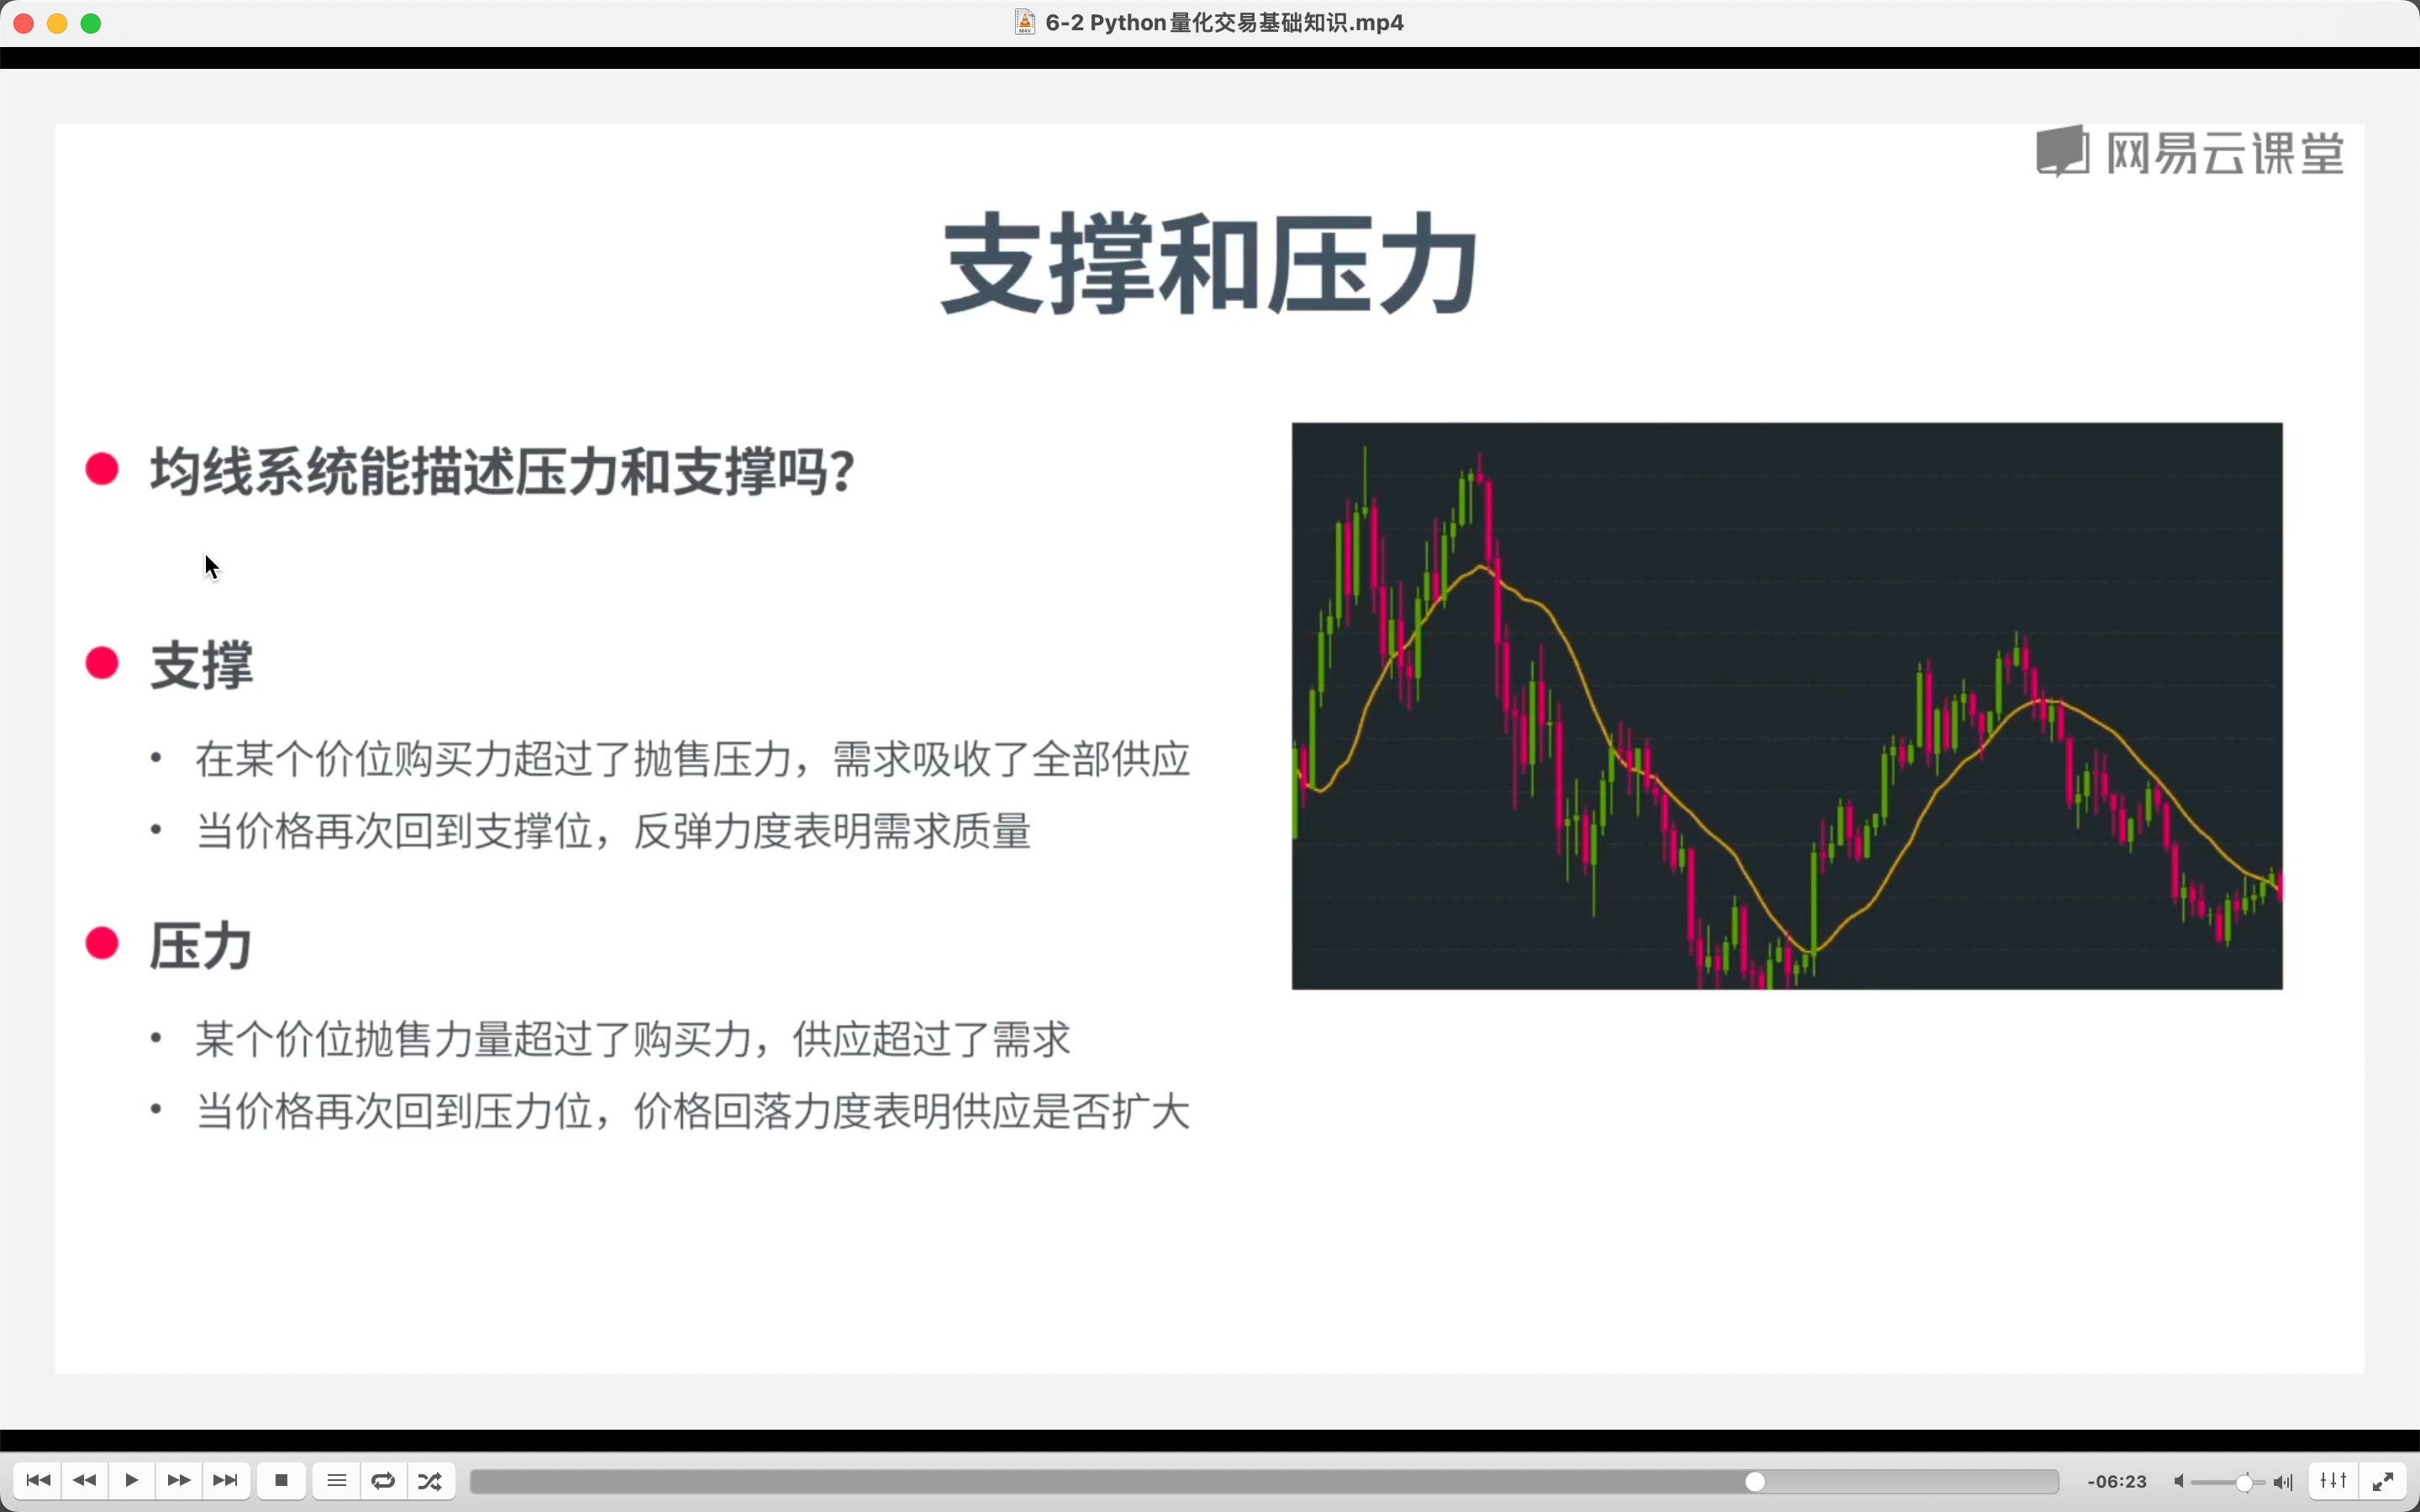 6-2 Python量化交易基础知识.mp4
网易云课堂
支撑和压力
均线系统能描述压力和支撑吗?
支撑
• 在某个价位购买力超过了抛售压力，需求吸收了全部供应
• 当价格再次回到支撑位，反弹力度表明需求质量
压力
• 某个价位抛售力量超过了购买力，供应超过了需求
• 当价格再次回到压力位，价格回落力度表明供应是否扩大
-06:23